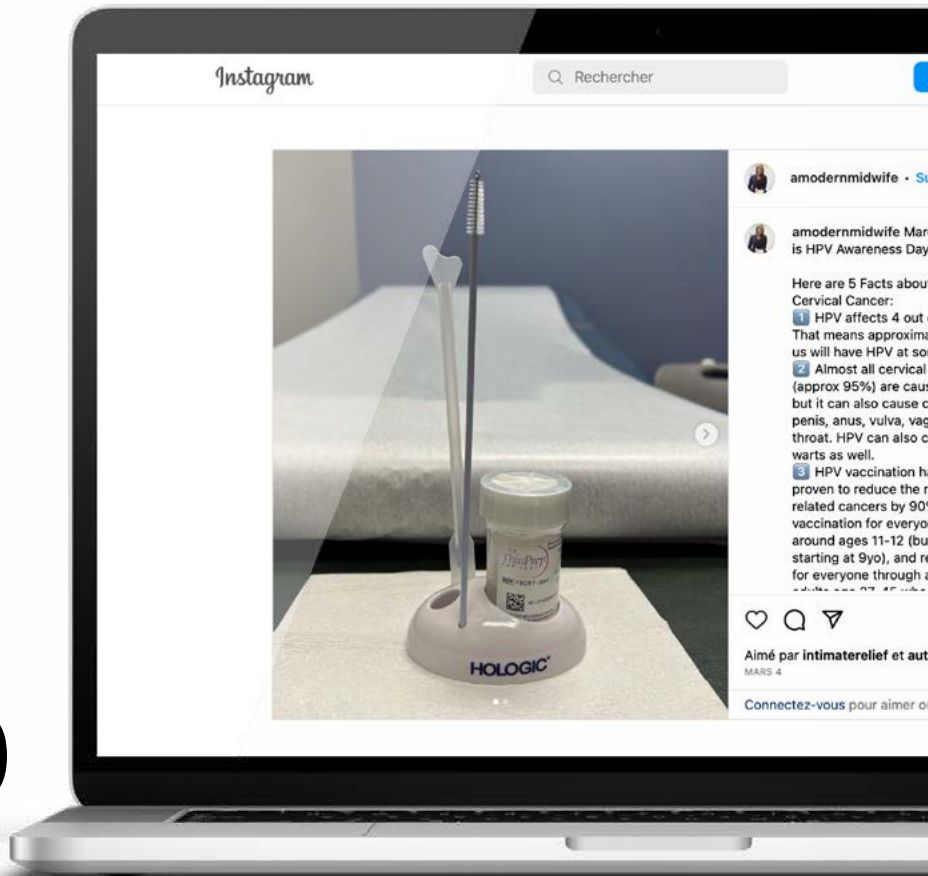 Instagram
Rechercher
amodernmidwife • Su
amodernmidwife Mar
is HPV Awareness Day
Here are 5 Facts about
Cervical Cancer:
1 HPV affects 4 out
That means approxima
us will have HPV at so
2 Almost all cervical
(approx 95%) are caus
but it can also cause c
penis, anus, vulva, vag
throat. HPV can also c
warts as well.
3 HPV vaccination ha
proven to reduce the r
related cancers by 90%
vaccination for everyo
around ages 11-12 (bu
starting at 9yo), and re
for everyone through a
ThinPrep
HOLOGIC
Aimé par intimaterelief et aut
MARS 4
Connectez-vous pour aimer o